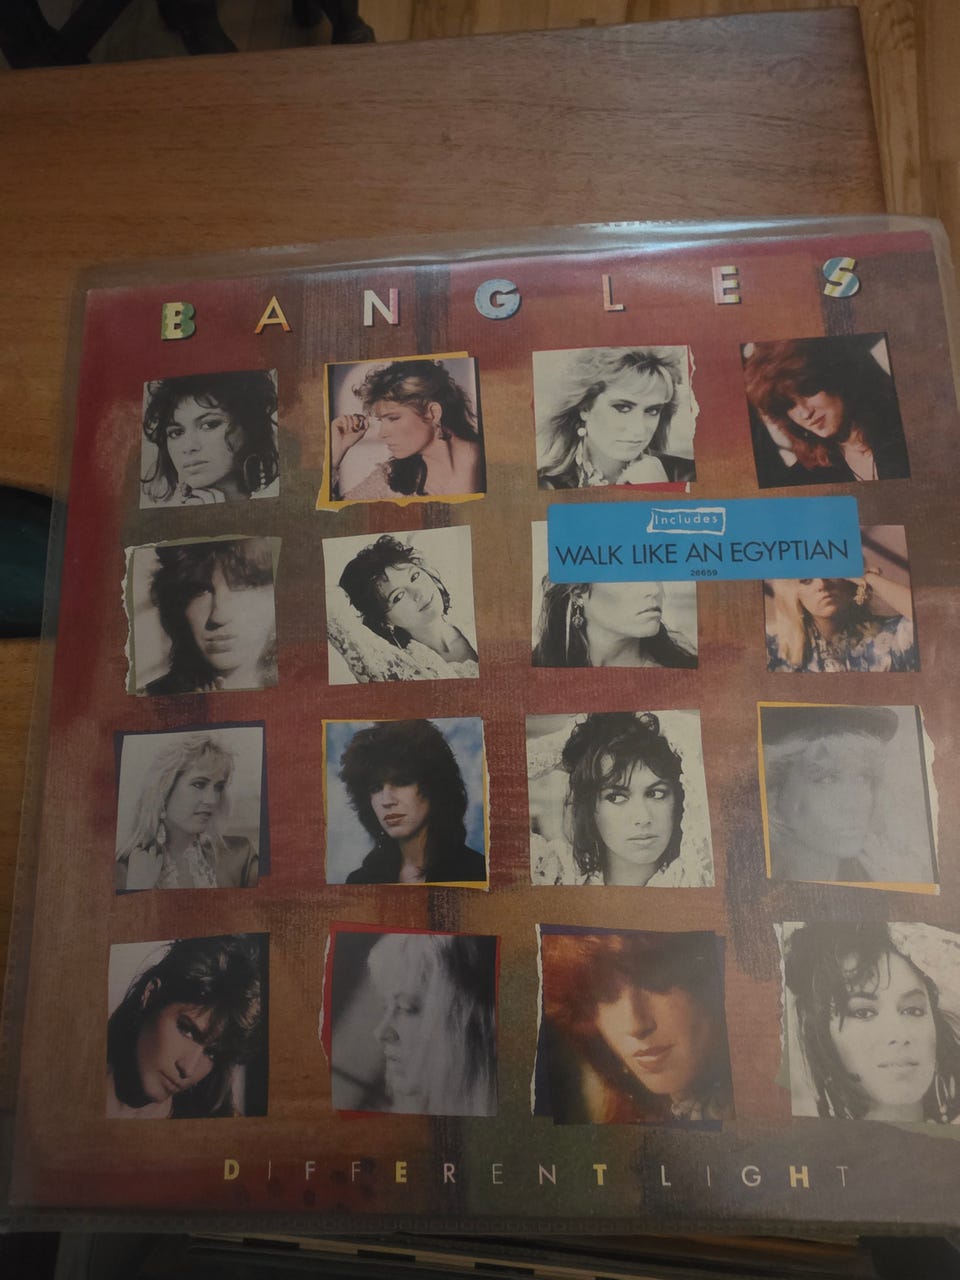 BANGLES
Includes
WALK LIKE AN EGYPTIAN
26659
DIFFERENT LIGHT